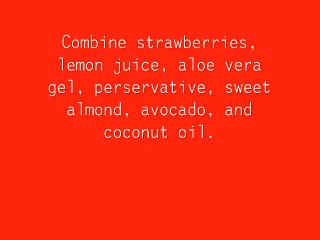 Combine strawberries,
lemon juice, aloe vera
gel, perservative, sweet
almond, avocado, and
coconut oil.